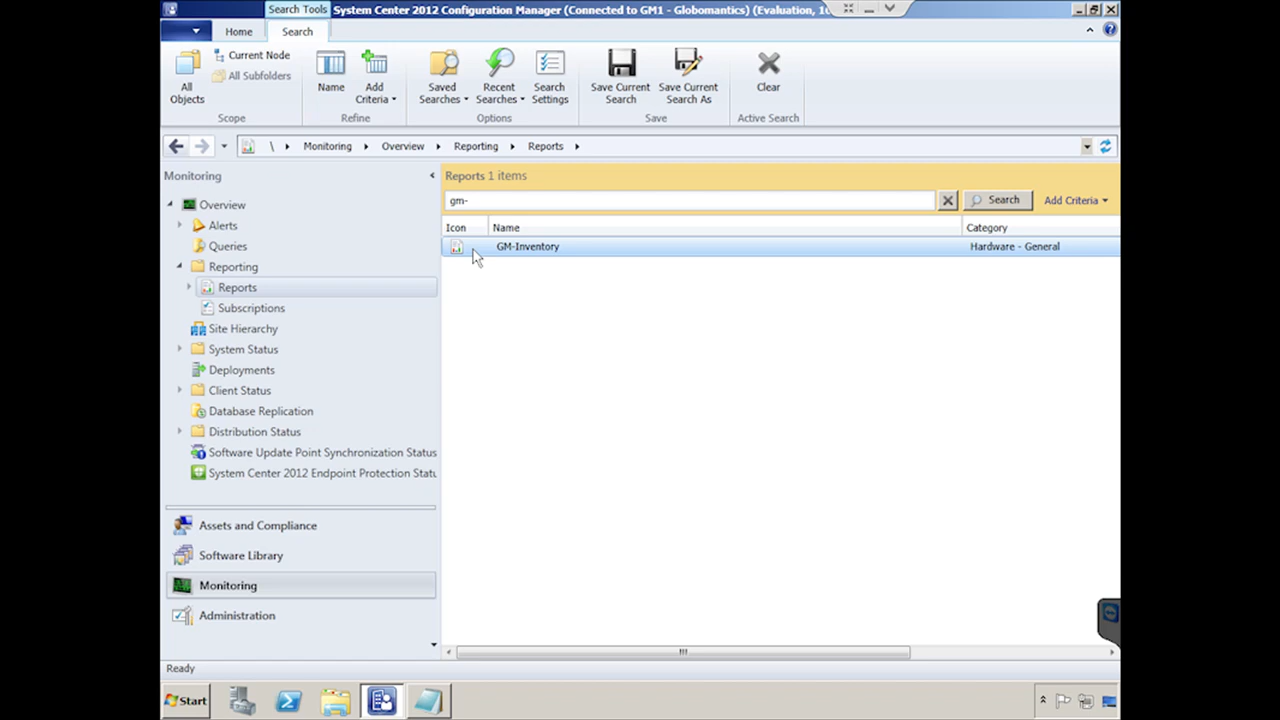 Search Tools
System Center 2012 Configuration Manager (Connected to GM1 - Globomantics) (Evaluation, 1
Home
Search
All Objects
Current Node
All Subfolders
Scope
Name
Add Criteria
Refine
Saved Searches
Recent Searches
Search Settings
Options
Save Current Search
Save Current Search As
Save
Clear
Active Search
\ Monitoring Overview Reporting Reports
Monitoring
Overview
Alerts
Queries
Reporting
Reports
Subscriptions
Site Hierarchy
System Status
Deployments
Client Status
Database Replication
Distribution Status
Software Update Point Synchronization Status
System Center 2012 Endpoint Protection Statu
Assets and Compliance
Software Library
Monitoring
Administration
Reports 1 items
gm-
Search
Add Criteria
Icon Name Category
GM-Inventory Hardware - General
Ready
Start